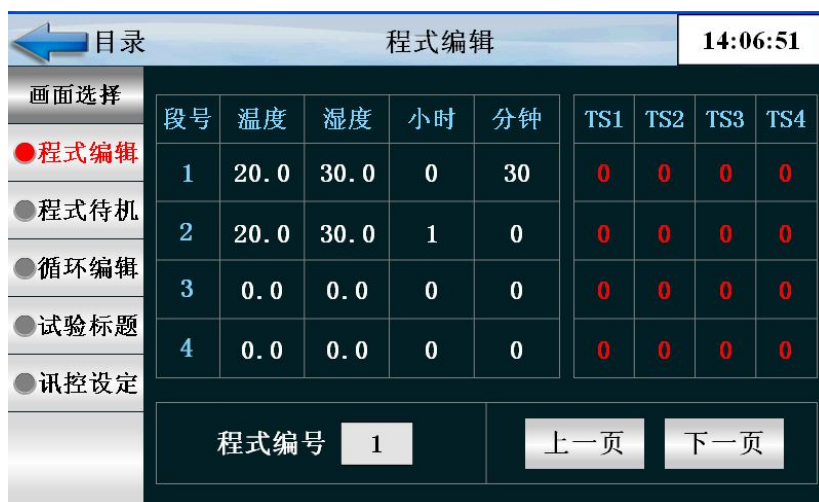 目录 程式编辑 14:06:51
画面选择
程式编辑
程式待机
循环编辑
试验标题
讯控设定
段号 温度 湿度 小时 分钟 TS1 TS2 TS3 TS4
1 20.0 30.0 0 30 0 0 0 0
2 20.0 30.0 1 0 0 0 0 0
3 0.0 0.0 0 0 0 0 0 0
4 0.0 0.0 0 0 0 0 0 0
程式编号 1 上一页 下一页